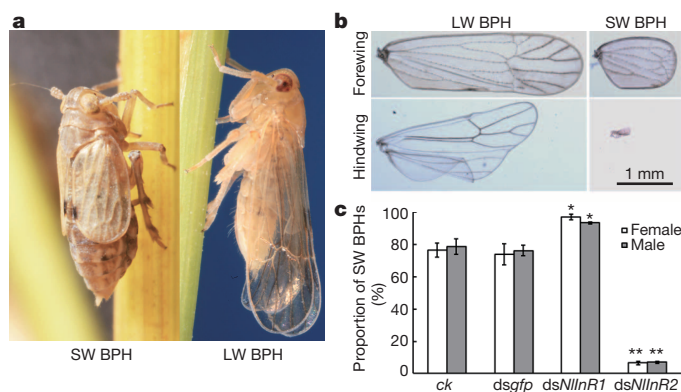 a
SW BPH
LW BPH
b
LW BPH
SW BPH
Forewing
Hindwing
1 mm
c
Proportion of SW BPHs
(%)
100
80
60
40
20
0
* *
** **
Female
Male
ck
dsgfp
dsNlInR1
dsNlInR2